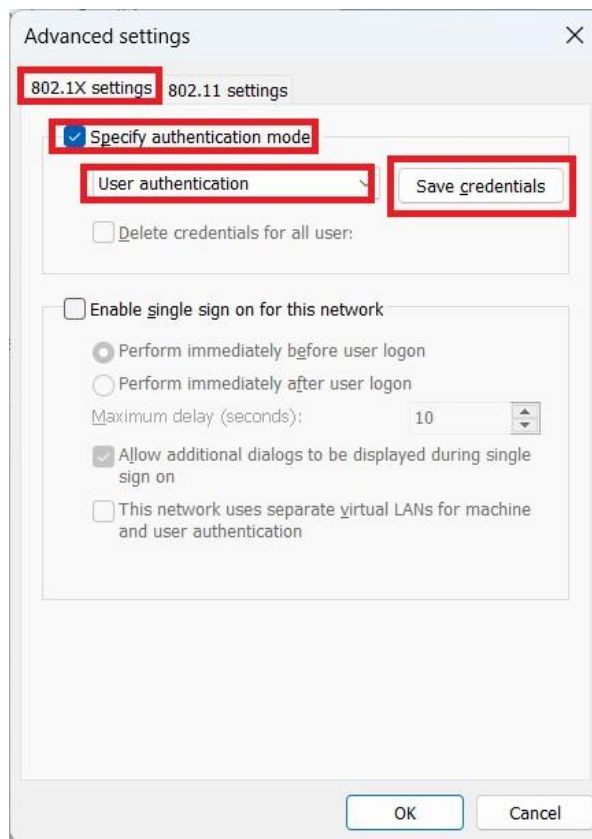 Advanced settings
802.1X settings 802.11 settings
Specify authentication mode
User authentication Save credentials
Delete credentials for all user:
Enable single sign on for this network
Perform immediately before user logon
Perform immediately after user logon
Maximum delay (seconds): 10
Allow additional dialogs to be displayed during single
sign on
This network uses separate virtual LANs for machine
and user authentication
OK Cancel